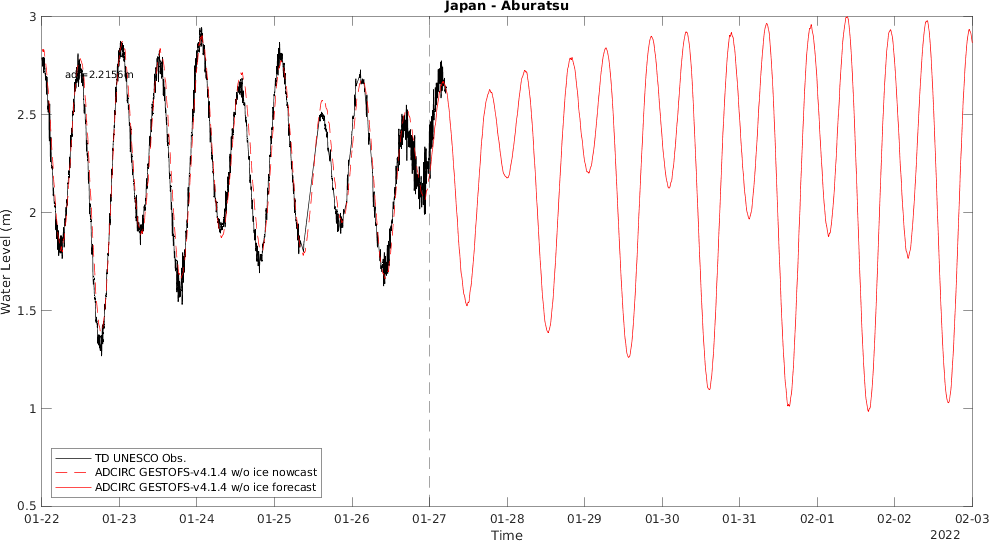 Japan - Aburatsu
3
adj=2.2156m
2.5
2
Water Level (m)
1.5
1
TD UNESCO Obs.
ADCIRC GESTOFS-v4.1.4 w/o ice nowcast
ADCIRC GESTOFS-v4.1.4 w/o ice forecast
0.5
01-22 01-23 01-24 01-25 01-26 01-27 01-28 01-29 01-30 01-31 02-01 02-02 02-03
Time
2022